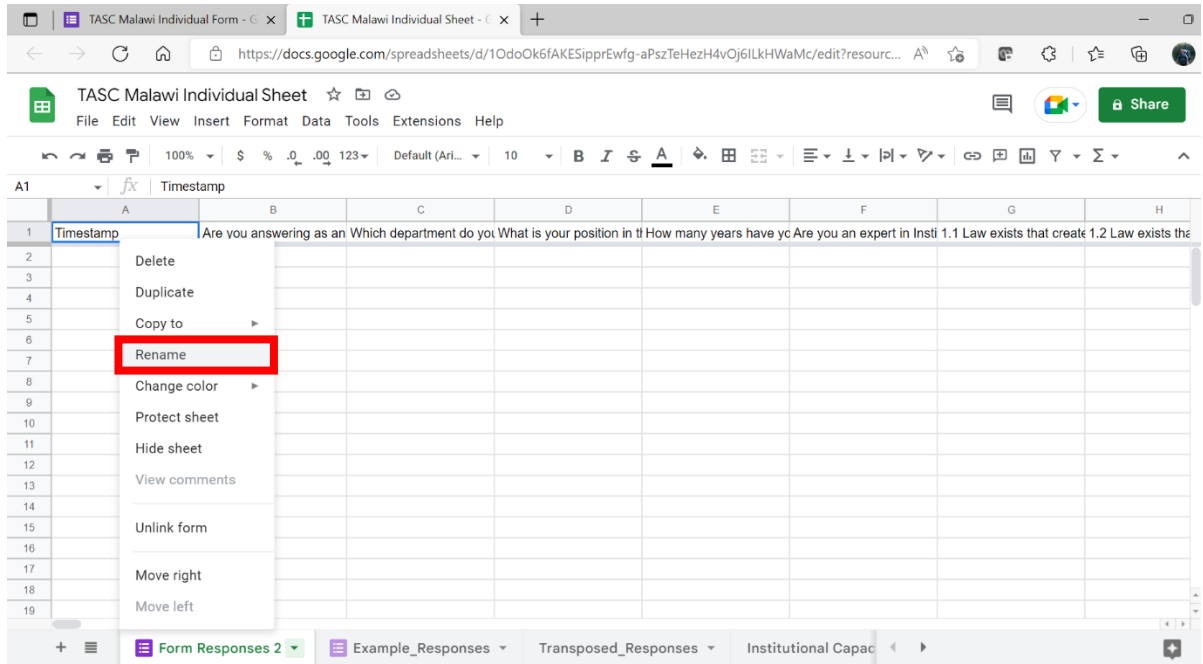 TASC Malawi Individual Form - G
TASC Malawi Individual Sheet - G
https://docs.google.com/spreadsheets/d/1OdoOk6fAKESipprEwfg-aPszTeHezH4vOj6ILkHWaMc/edit?resourc...
TASC Malawi Individual Sheet
File Edit View Insert Format Data Tools Extensions Help
Share
100% $ % .0 .00 123 Default (Ari... 10 B I S A
A1 fx Timestamp
A B C D E F G H
1 Timestamp Are you answering as an Which department do you What is your position in th How many years have yo Are you an expert in Insti 1.1 Law exists that create 1.2 Law exists tha
2
3
4
5
6
7
8
9
10
11
12
13
14
15
16
17
18
19
Delete
Duplicate
Copy to
Rename
Change color
Protect sheet
Hide sheet
View comments
Unlink form
Move right
Move left
Form Responses 2 Example_Responses Transposed_Responses Institutional Capac